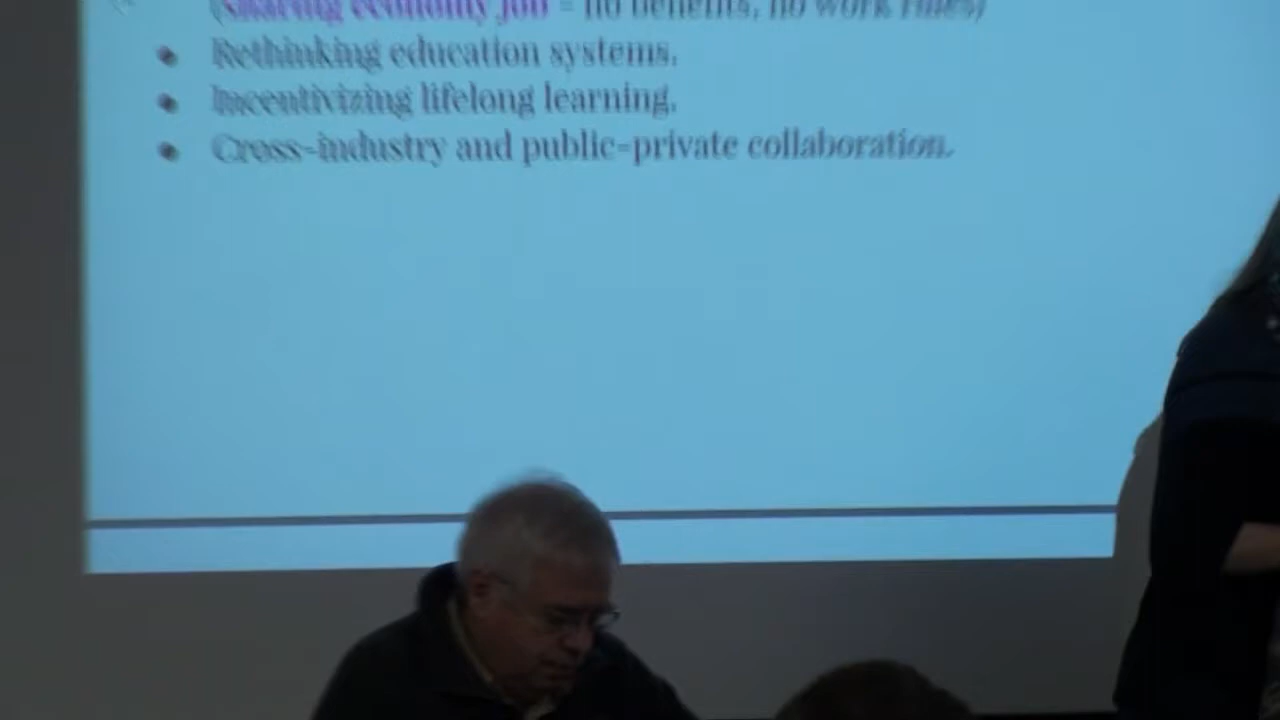 (Sharing economy job - no benefits, no work rules)
Rethinking education systems.
Incentivizing lifelong learning.
Cross-industry and public-private collaboration.